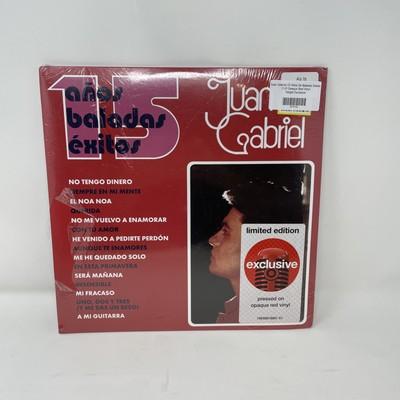 15
años
baladas
éxitos
Juan
Gabriel
NO TENGO DINERO
SIEMPRE EN MI MENTE
EL NOA NOA
QUERIDA
NO ME VUELVO A ENAMORAR
CON TU AMOR
HE VENIDO A PEDIRTE PERDÓN
AUNQUE TE ENAMORES
ME HE QUEDADO SOLO
EN ESTA PRIMAVERA
SERÁ MAÑANA
INSENSIBLE
MI FRACASO
UNO, DOS Y TRES
(Y ME DAS UN BESO)
A MI GUITARRA
limited edition
exclusive
pressed on
opaque red vinyl